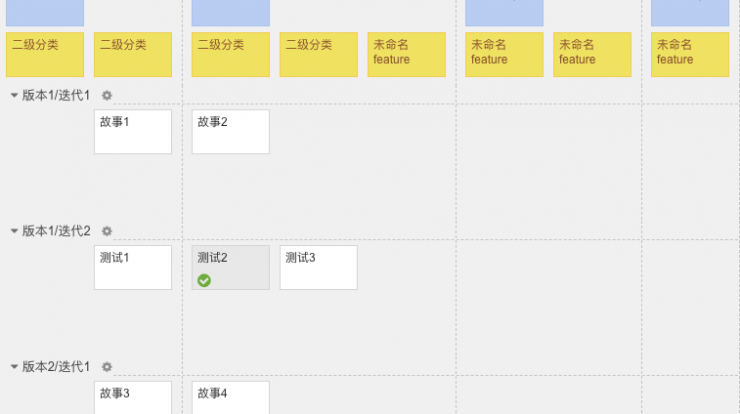 二级分类
二级分类
二级分类
二级分类
未命名
feature
未命名
feature
未命名
feature
未命名
feature
版本1/迭代1
故事1
故事2
版本1/迭代2
测试1
测试2
测试3
版本2/迭代1
故事3
故事4